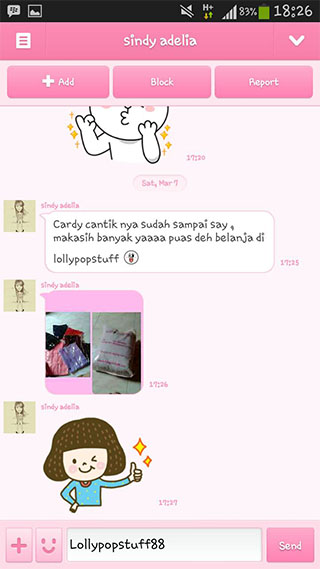 83% 18:26
sindy adelia
Add Block Report
17:20
Sat, Mar 7
sindy adelia
Cardy cantik nya sudah sampai say ,
makasih banyak yaaaa puas deh belanja di
lollypopstuff
17:25
sindy adelia
17:26
sindy adelia
17:27
Lollypopstuff88 Send